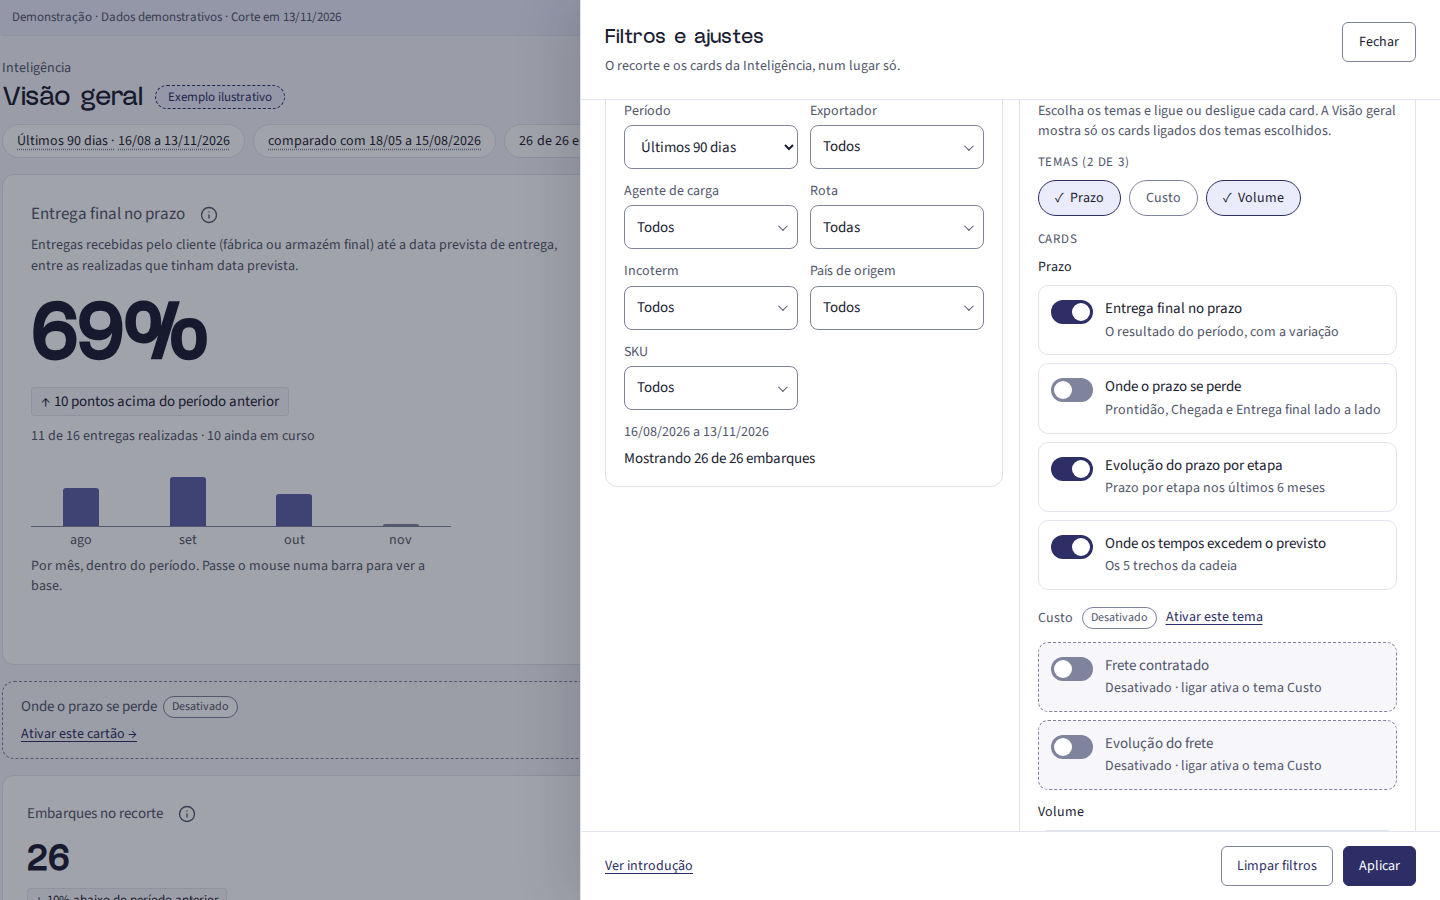 Demonstração · Dados demonstrativos · Corte em 13/11/2026
Inteligência
Visão geral
Exemplo ilustrativo
Últimos 90 dias · 16/08 a 13/11/2026
comparado com 18/05 a 15/08/2026
26 de 26 e
Entrega final no prazo
Entregas recebidas pelo cliente (fábrica ou armazém final) até a data prevista de entrega,
entre as realizadas que tinham data prevista.
69%
↑ 10 pontos acima do período anterior
11 de 16 entregas realizadas · 10 ainda em curso
ago set out nov
Por mês, dentro do período. Passe o mouse numa barra para ver a
base.
Onde o prazo se perde
Desativado
Ativar este cartão →
Embarques no recorte
26
10% abaixo do período anterior
Filtros e ajustes
O recorte e os cards da Inteligência, num lugar só.
Fechar
Período
Últimos 90 dias
Exportador
Todos
Agente de carga
Todos
Rota
Todas
Incoterm
Todos
País de origem
Todos
SKU
Todos
16/08/2026 a 13/11/2026
Mostrando 26 de 26 embarques
Escolha os temas e ligue ou desligue cada card. A Visão geral
mostra só os cards ligados dos temas escolhidos.
TEMAS (2 DE 3)
✓ Prazo
Custo
✓ Volume
CARDS
Prazo
Entrega final no prazo
O resultado do período, com a variação
Onde o prazo se perde
Prontidão, Chegada e Entrega final lado a lado
Evolução do prazo por etapa
Prazo por etapa nos últimos 6 meses
Onde os tempos excedem o previsto
Os 5 trechos da cadeia
Custo
Desativado
Ativar este tema
Frete contratado
Desativado · ligar ativa o tema Custo
Evolução do frete
Desativado · ligar ativa o tema Custo
Volume
Ver introdução
Limpar filtros
Aplicar